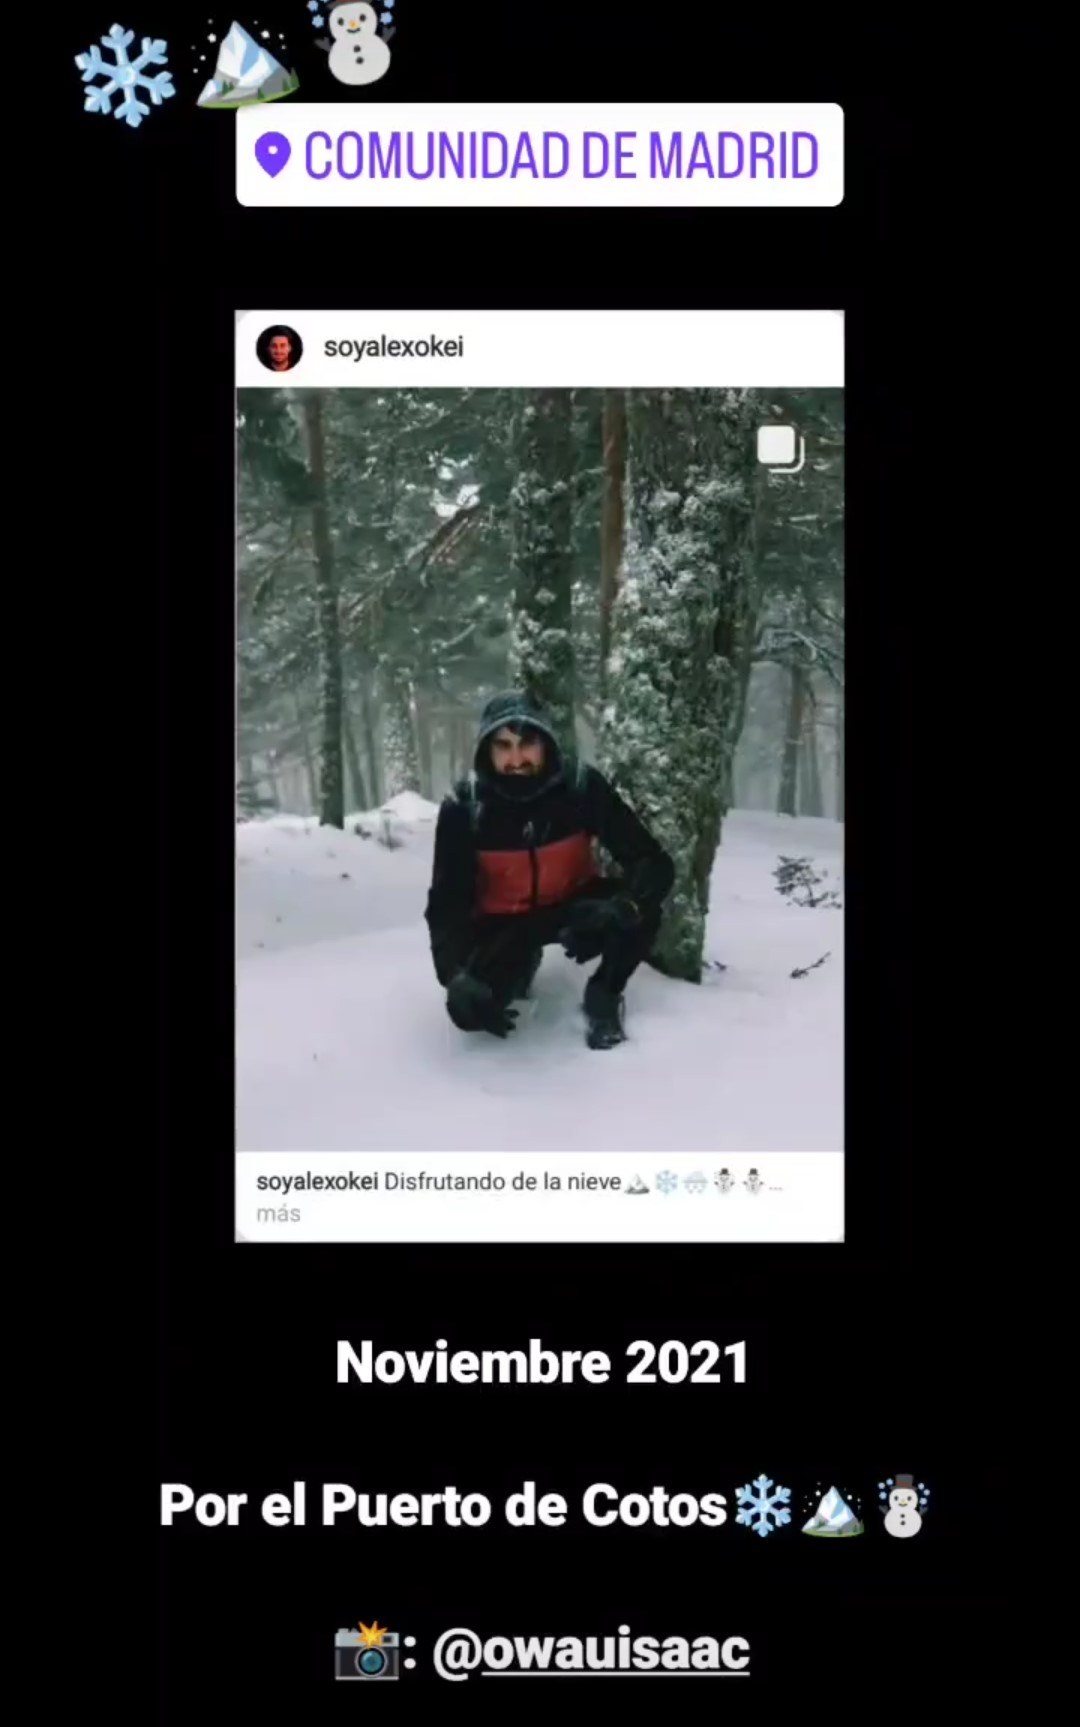 COMUNIDAD DE MADRID
soyalexokei
soyalexokei Disfrutando de la nieve🏔️❄️🌨️☃️☃️...
más
Noviembre 2021
Por el Puerto de Cotos❄️🏔️☃️
📸: @owauisaac